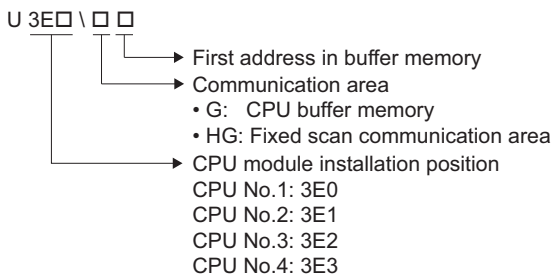 U 3E□ \ □ □
First address in buffer memory
Communication area
• G: CPU buffer memory
• HG: Fixed scan communication area
CPU module installation position
CPU No.1: 3E0
CPU No.2: 3E1
CPU No.3: 3E2
CPU No.4: 3E3